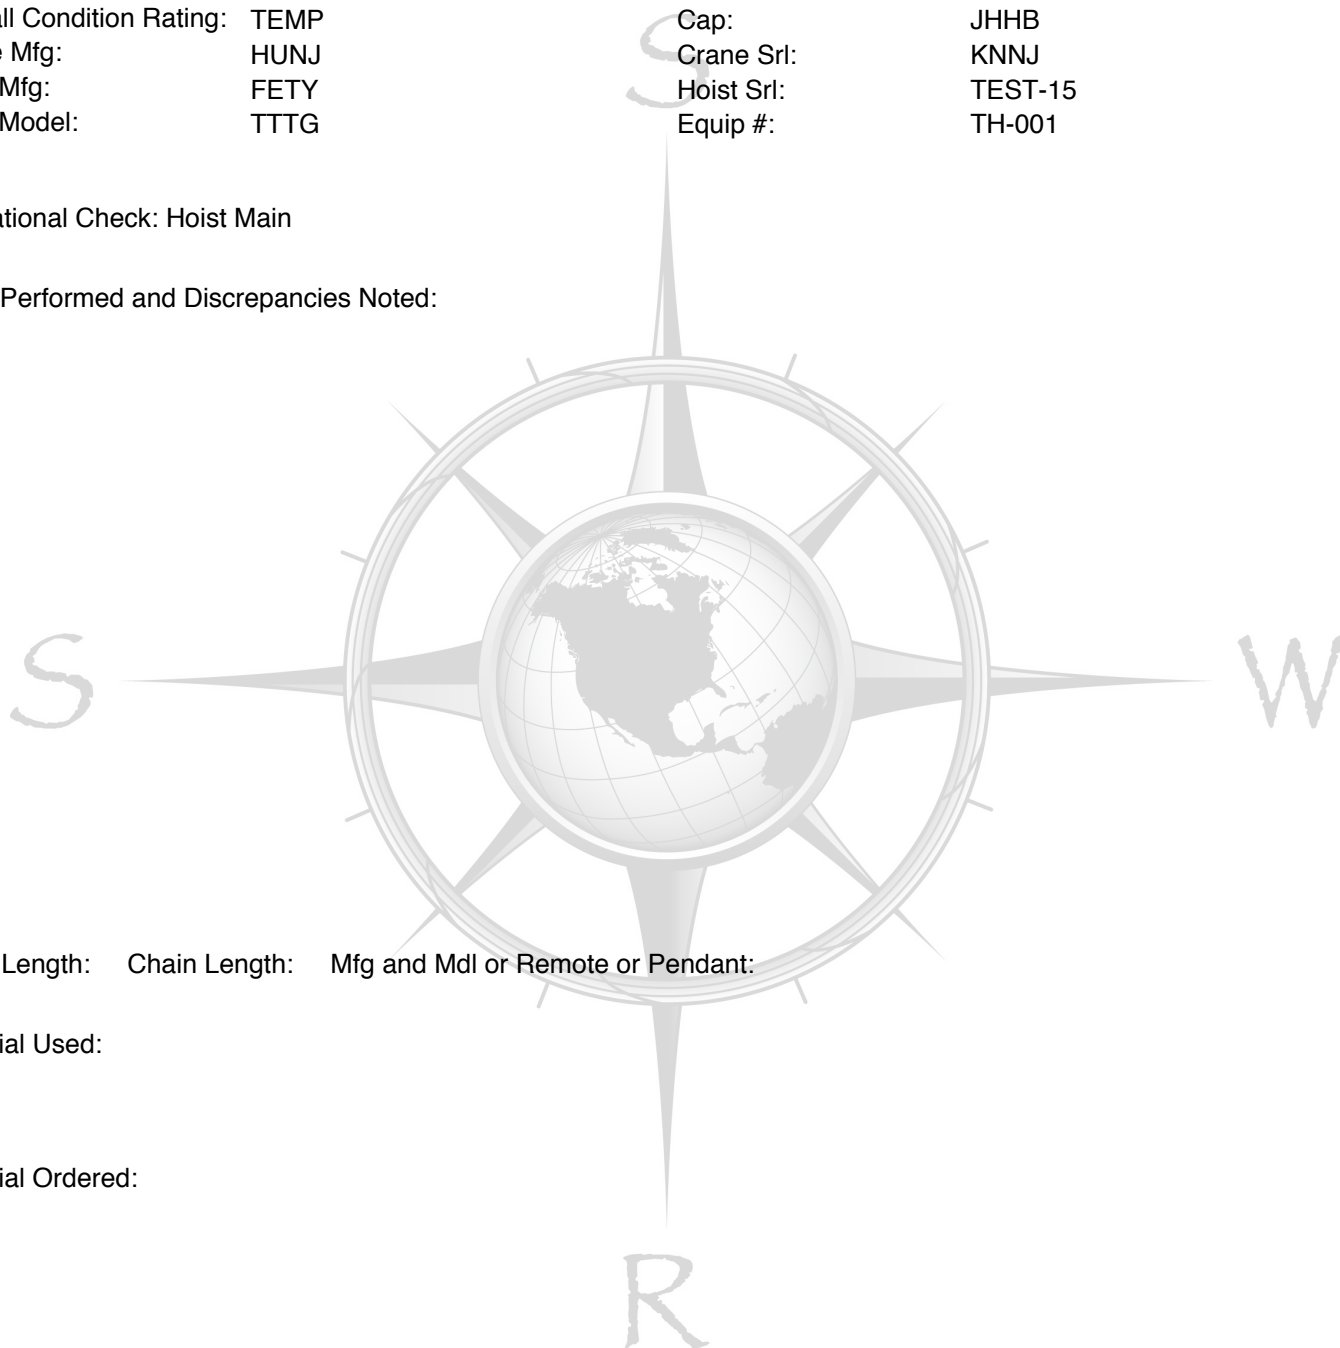 ll Condition Rating: TEMP Cap: JHHB
e Mfg: HUNJ Crane Srl: KNNJ
Mfg: FETY Hoist Srl: TEST-15
Model: TTTG Equip #: TH-001
ational Check: Hoist Main
Performed and Discrepancies Noted:
Length: Chain Length: Mfg and Mdl or Remote or Pendant:
ial Used:
ial Ordered:
S
S
W
R